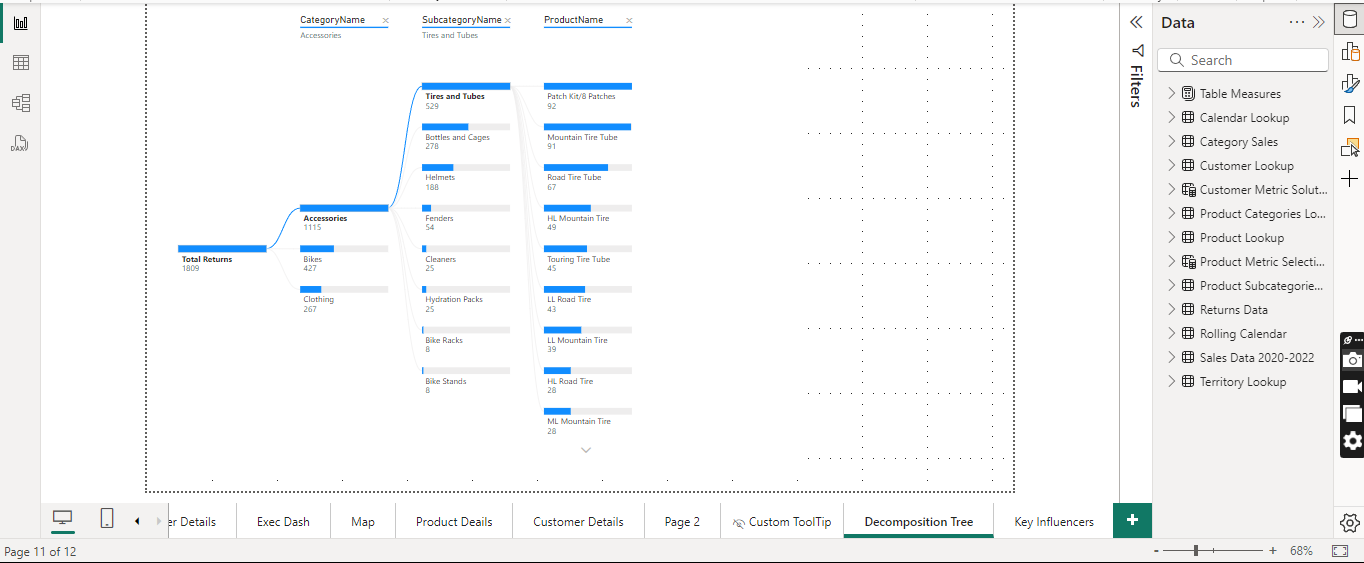 CategoryName
SubcategoryName
ProductName
Accessories
Tires and Tubes
Total Returns
1809
Accessories
1115
Bikes
427
Clothing
267
Tires and Tubes
529
Bottles and Cages
278
Helmets
188
Fenders
54
Cleaners
25
Hydration Packs
25
Bike Racks
8
Bike Stands
8
Patch Kit/8 Patches
92
Mountain Tire Tube
91
Road Tire Tube
67
HL Mountain Tire
49
Touring Tire Tube
45
LL Road Tire
43
LL Mountain Tire
39
HL Road Tire
28
ML Mountain Tire
28
Filters
Data
Search
Table Measures
Calendar Lookup
Category Sales
Customer Lookup
Customer Metric Solut...
Product Categories Lo...
Product Lookup
Product Metric Selecti...
Product Subcategorie...
Returns Data
Rolling Calendar
Sales Data 2020-2022
Territory Lookup
DAX
er Details
Exec Dash
Map
Product Deails
Customer Details
Page 2
Custom ToolTip
Decomposition Tree
Key Influencers
Page 11 of 12
68%